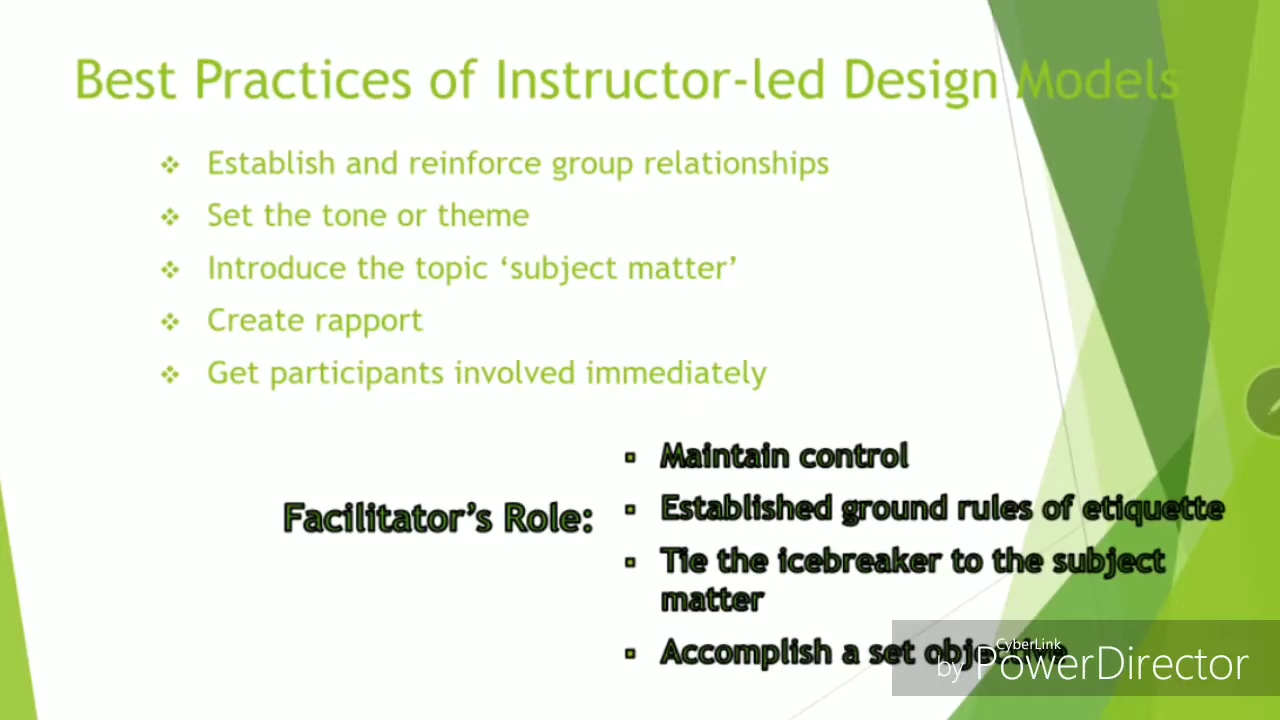 Best Practices of Instructor-led Design Models
❖ Establish and reinforce group relationships
❖ Set the tone or theme
❖ Introduce the topic ‘subject matter’
❖ Create rapport
❖ Get participants involved immediately
Facilitator’s Role:
▪ Maintain control
▪ Established ground rules of etiquette
▪ Tie the icebreaker to the subject
matter
▪ Accomplish a set objective
CyberLink
by PowerDirector